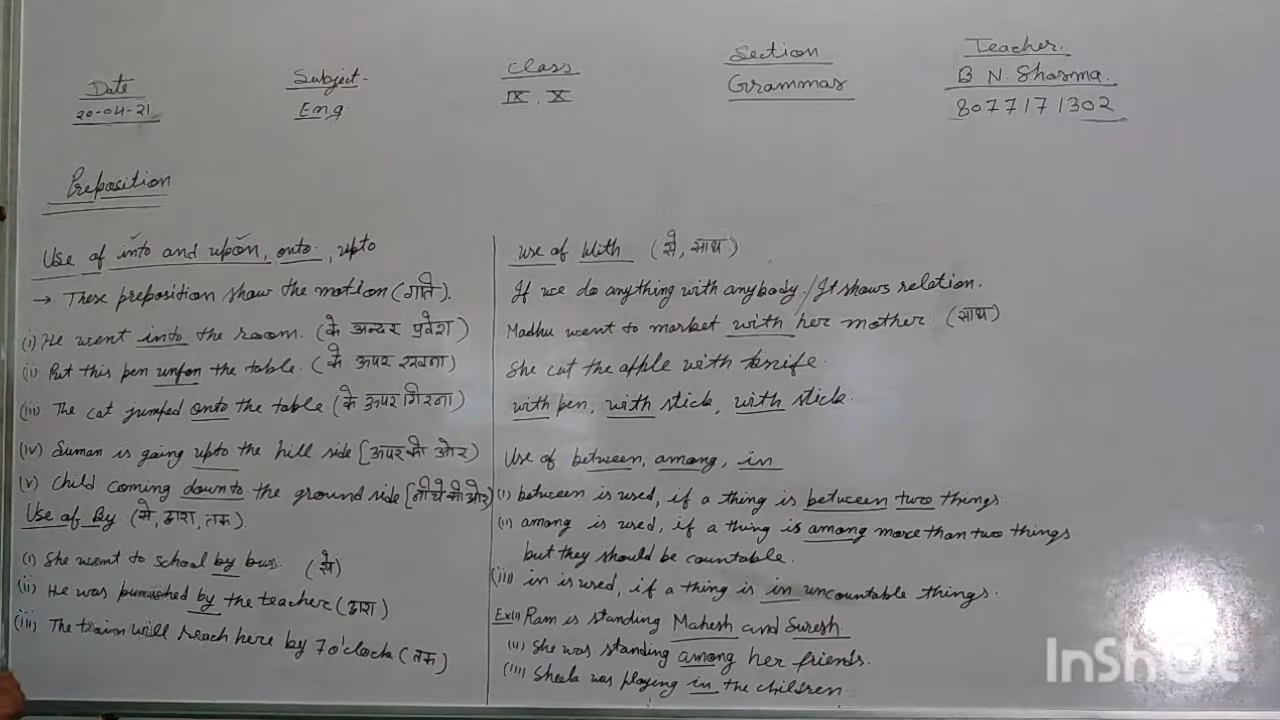 Date
20-04-21
Subject-
Eng.
Class
IX. X
Section
Grammar
Teacher.
B N. Sharma.
8077171302
Preposition
Use of into and upon, onto, upto
→ These preposition show the motion (गति).
(i) He went into the room. (के अन्दर प्रवेश)
(ii) Put this pen unpon the table. (के ऊपर रखना)
(iii) The cat jumped onto the table (के ऊपर गिरना)
(iv) Suman is going upto the hill side [ऊपर की ओर)
(v) Child coming downto the ground side [नीचे की ओर)
Use of By (से, द्वारा, तक).
(i) She went to school by bus. (से)
(ii) He was punished by the teacher (द्वारा)
(iii) The train will reach here by 7 o'clock (तक)
use of With (से, साथ)
If we do anything with anybody./It shows relation.
Madhu went to market with her mother. (साथ)
She cut the apple with knife.
with pen, with stick, with stick.
Use of between, among, in
(i) between is used, if a thing is between two things.
(ii) among is used, if a thing is among more than two things
but they should be countable.
(iii) in is used, if a thing is in uncountable things.
Ex(i) Ram is standing Mahesh and Suresh.
(ii) She was standing among her friends.
(iii) Sheela was playing in the children.
InShOt